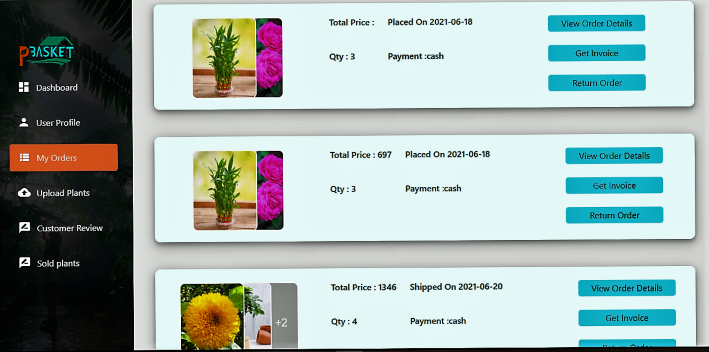 PBASKET
Dashboard
User Profile
My Orders
Upload Plants
Customer Review
Sold plants
Total Price : Placed On 2021-06-18 View Order Details
Get Invoice
Qty : 3 Payment :cash
Return Order
Total Price : 697 Placed On 2021-06-18 View Order Details
Get Invoice
Qty : 3 Payment :cash
Return Order
Total Price : 1346 Shipped On 2021-06-20 View Order Details
+2
Qty : 4 Payment :cash Get Invoice
Return Order